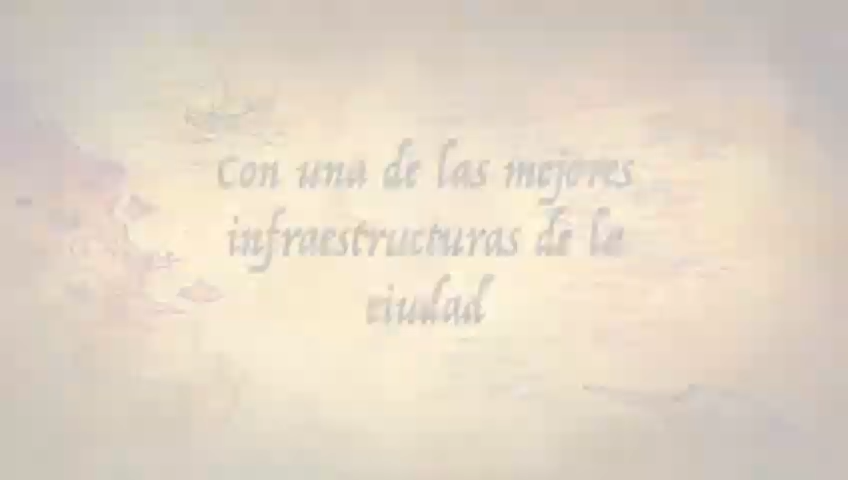 Con una de las mejores
infraestructuras de la
ciudad